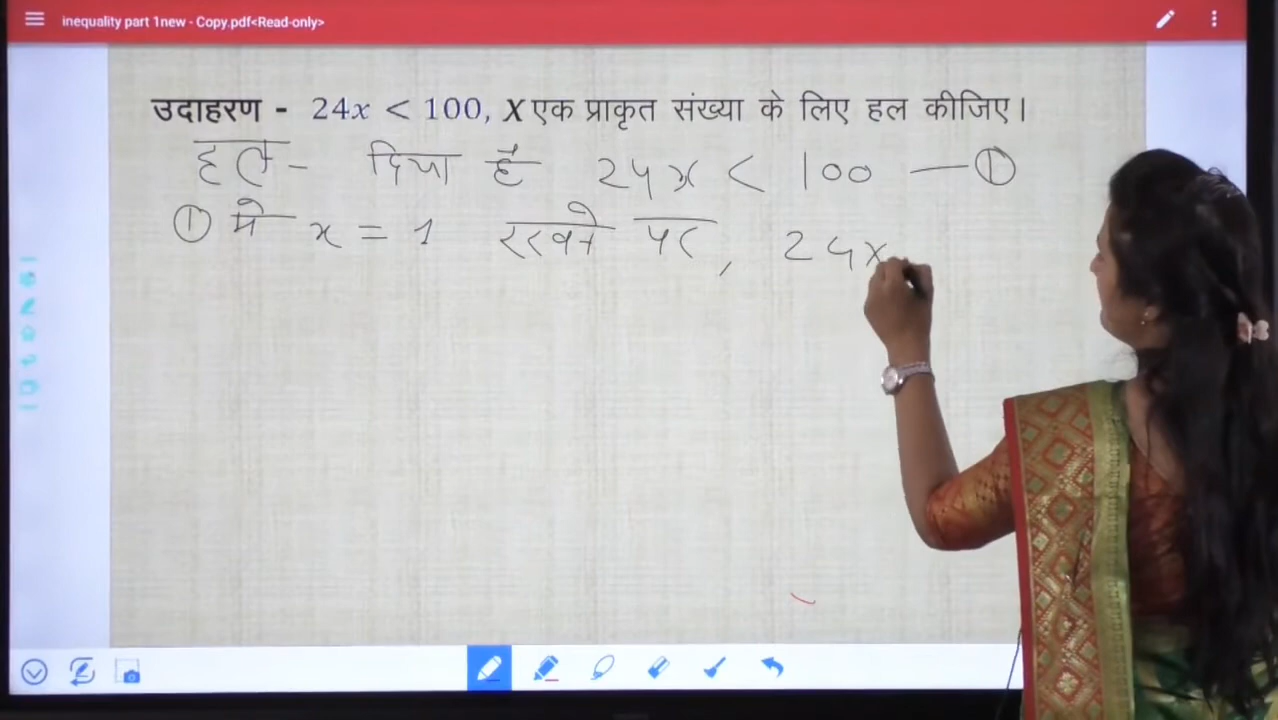 inequality part 1new - Copy.pdf<Read-only>
उदाहरण - 24x < 100, X एक प्राकृत संख्या के लिए हल कीजिए।
हल- दिया है 24x < 100 — ①
① मे x = 1 रखने पर, 24x